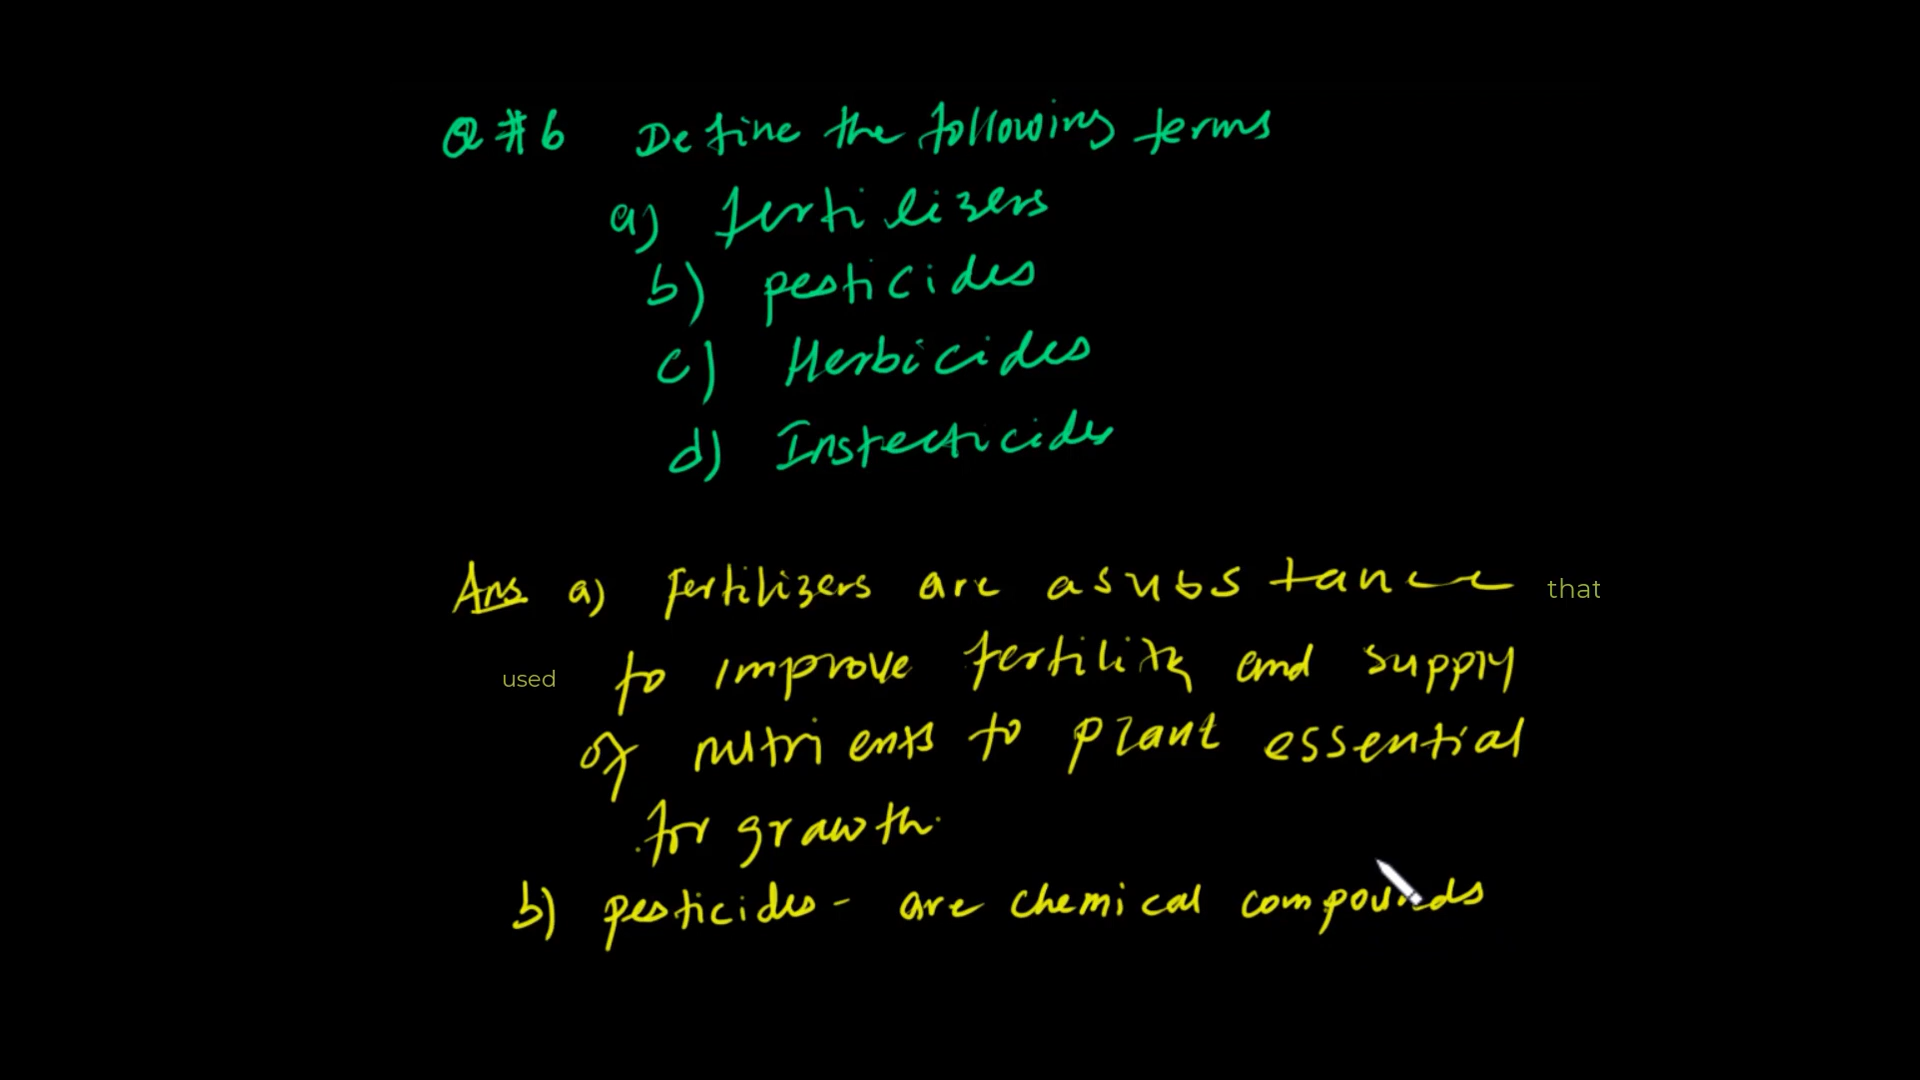 Q#6 Define the following terms
a) fertilizers
b) pesticides
c) Herbicides
d) Instecticides
Ans a) Fertilizers are a substance that
used to improve fertility and supply
of nutrients to plant essential
for growth.
b) pesticides - are chemical compounds